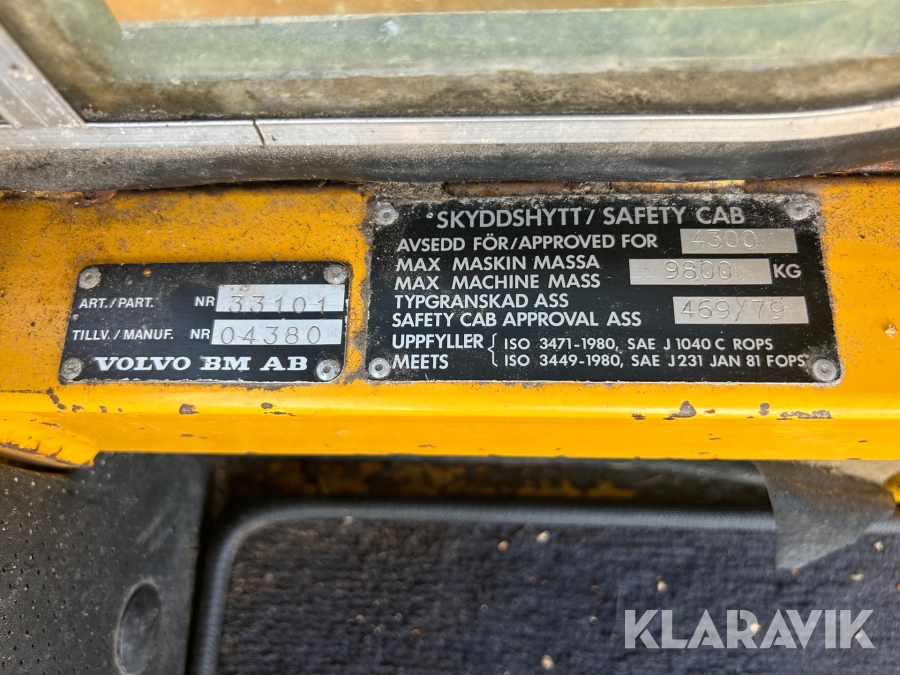 SKYDDSHYTT/ SAFETY CAB
AVSEDD FÖR/APPROVED FOR 4300
MAX MASKIN MASSA
MAX MACHINE MASS 9800 KG
TYPGRANSKAD ASS
SAFETY CAB APPROVAL ASS 469/79
UPPFYLLER { ISO 3471-1980, SAE J 1040 C ROPS
MEETS { ISO 3449-1980, SAE J 231 JAN 81 FOPS
ART./PART. NR 33101
TILLV./MANUF. NR 04380
VOLVO BM AB
KLARAVIK